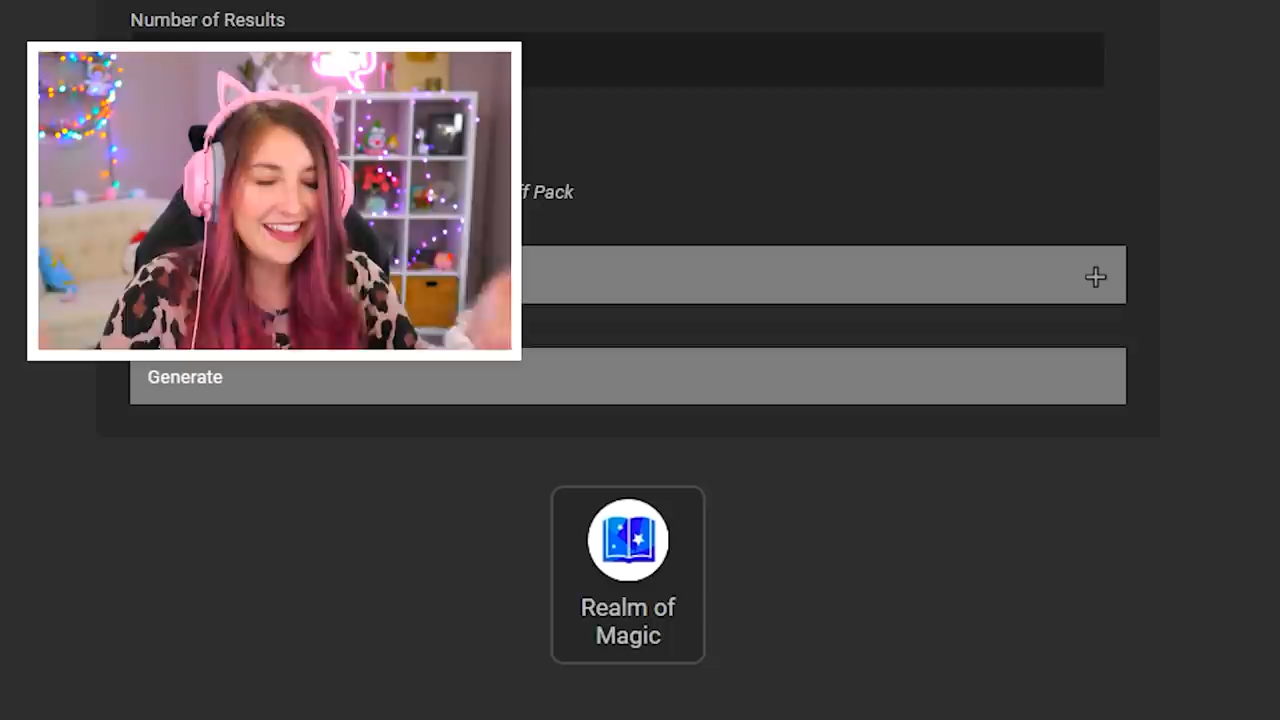 Number of Results
Pack
Generate
Realm of
Magic